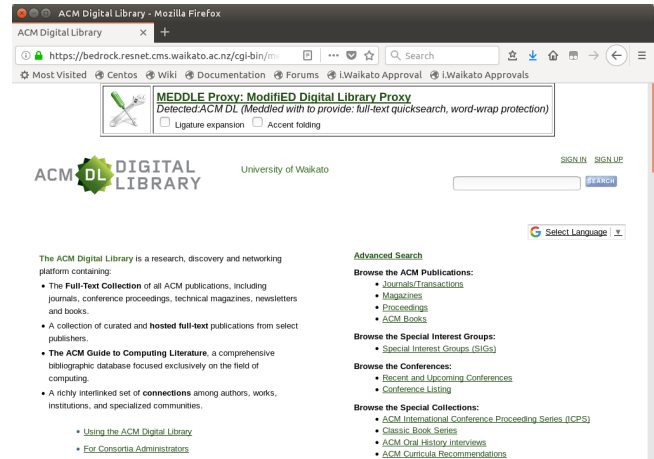 ACM Digital Library - Mozilla Firefox
ACM Digital Library × +
https://bedrock.resnet.cms.waikato.ac.nz/cgi-bin/me
Search
Most Visited Centos Wiki Documentation Forums i.Waikato Approval i.Waikato Approvals
MEDDLE Proxy: ModifiED Digital Library Proxy
Detected:ACM DL (Meddled with to provide: full-text quicksearch, word-wrap protection)
Ligature expansion Accent folding
SIGN IN SIGN UP
ACM DL DIGITAL
LIBRARY
University of Waikato
SEARCH
Select Language ▼
The ACM Digital Library is a research, discovery and networking
platform containing:
• The Full-Text Collection of all ACM publications, including
journals, conference proceedings, technical magazines, newsletters
and books.
• A collection of curated and hosted full-text publications from select
publishers.
• The ACM Guide to Computing Literature, a comprehensive
bibliographic database focused exclusively on the field of
computing.
• A richly interlinked set of connections among authors, works,
institutions, and specialized communities.
• Using the ACM Digital Library
• For Consortia Administrators
Advanced Search
Browse the ACM Publications:
• Journals/Transactions
• Magazines
• Proceedings
• ACM Books
Browse the Special Interest Groups:
• Special Interest Groups (SIGs)
Browse the Conferences:
• Recent and Upcoming Conferences
• Conference Listing
Browse the Special Collections:
• ACM International Conference Proceeding Series (ICPS)
• Classic Book Series
• ACM Oral History interviews
• ACM Curricula Recommendations